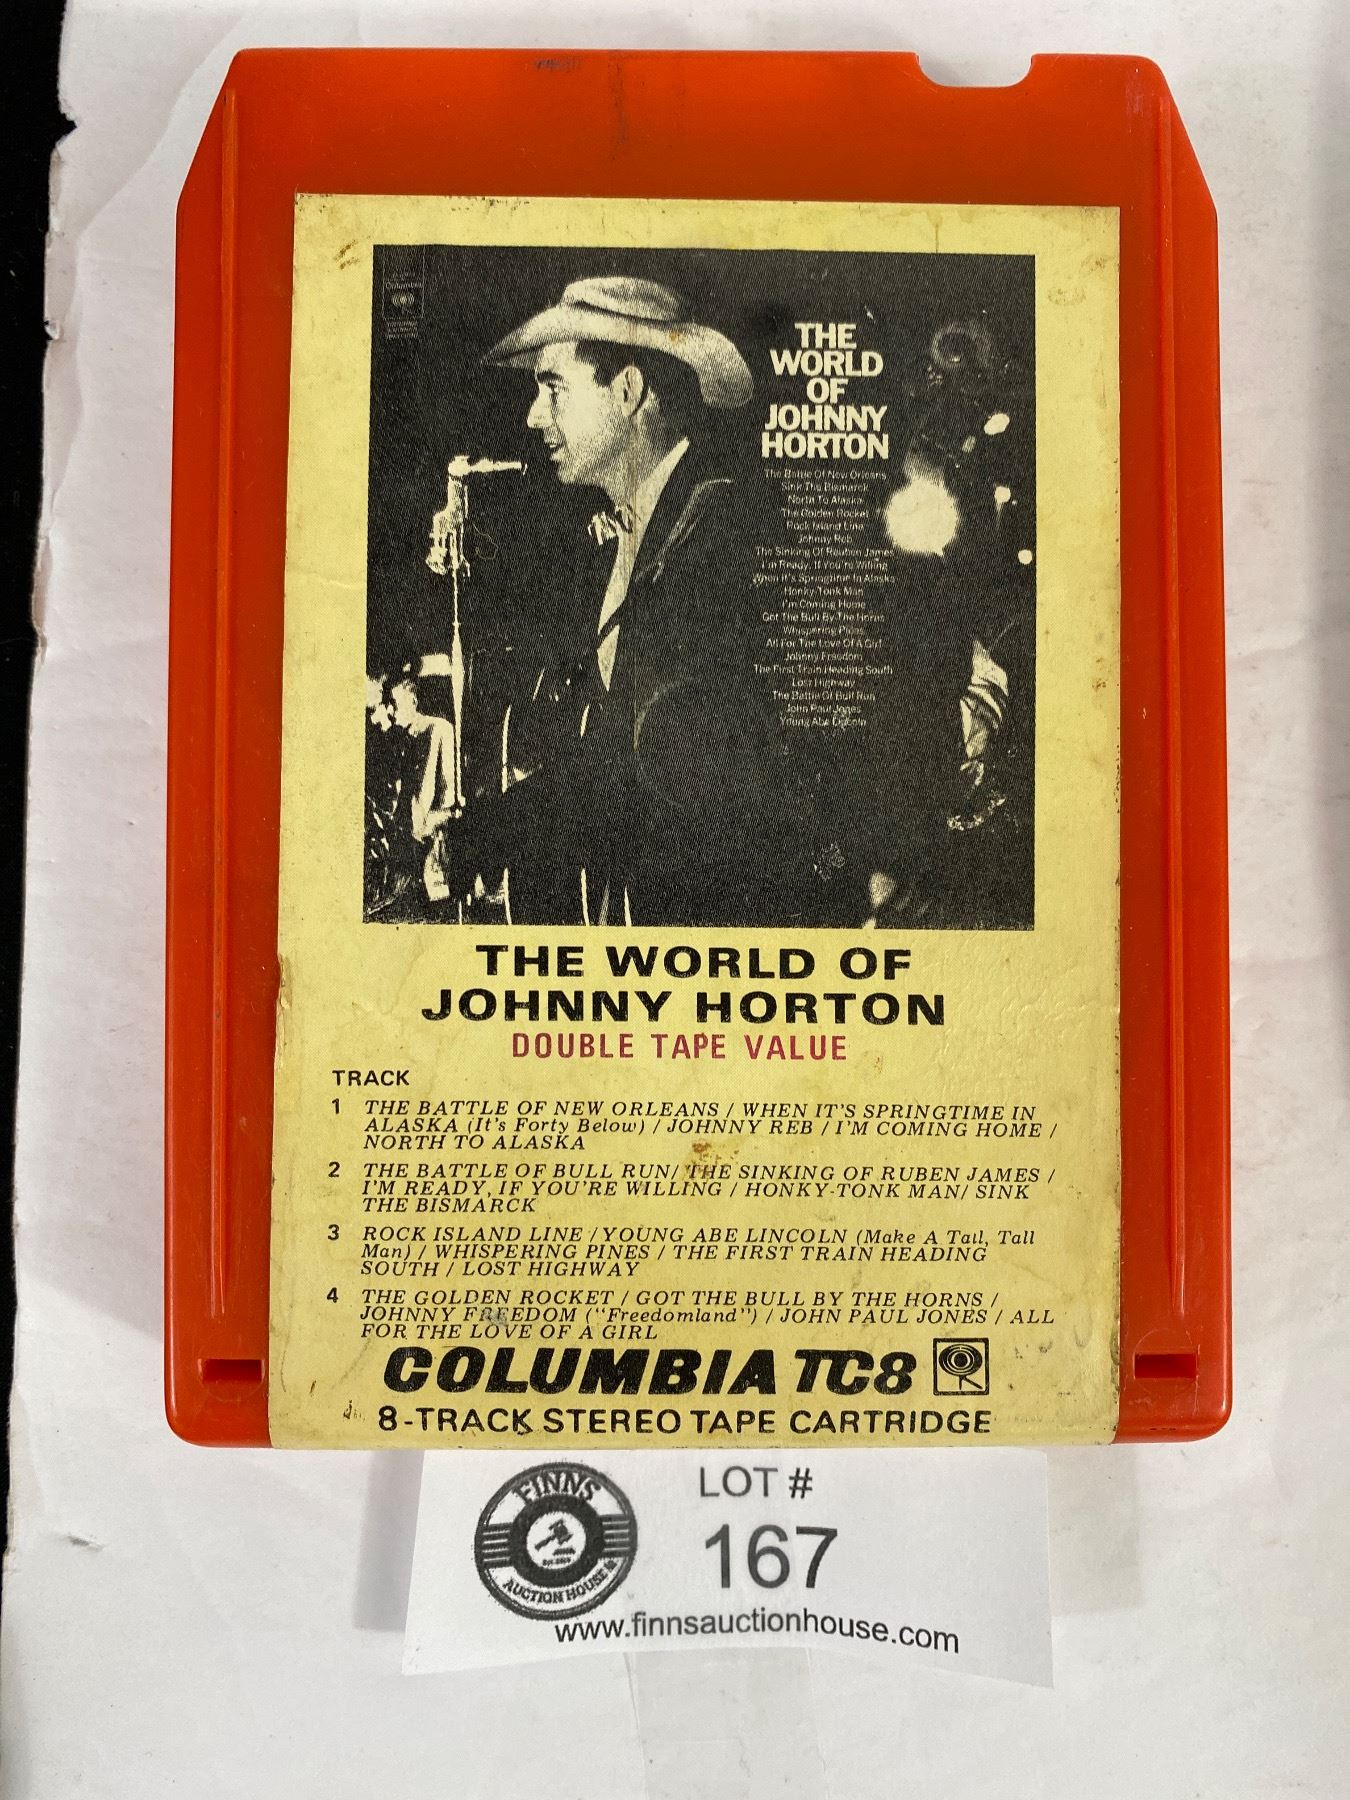 THE
WORLD
OF
JOHNNY
HORTON
The Battle Of New Orleans
Sink The Bismarck
North To Alaska
The Golden Rocket
Rock Island Line
Johnny Reb
The Sinking Of Reuben James
I'm Ready, If You're Willing
When It's Springtime In Alaska
Honky-Tonk Man
I'm Coming Home
Got The Bull By The Horns
Whispering Pines
All For The Love Of A Girl
Johnny Freedom
The First Train Heading South
Lost Highway
The Battle Of Bull Run
John Paul Jones
Young Abe Lincoln
THE WORLD OF
JOHNNY HORTON
DOUBLE TAPE VALUE
TRACK
1 THE BATTLE OF NEW ORLEANS / WHEN IT'S SPRINGTIME IN
ALASKA (It's Forty Below) / JOHNNY REB / I'M COMING HOME /
NORTH TO ALASKA
2 THE BATTLE OF BULL RUN/ THE SINKING OF RUBEN JAMES /
I'M READY, IF YOU'RE WILLING / HONKY-TONK MAN/ SINK
THE BISMARCK
3 ROCK ISLAND LINE / YOUNG ABE LINCOLN (Make A Tall, Tall
Man) / WHISPERING PINES / THE FIRST TRAIN HEADING
SOUTH / LOST HIGHWAY
4 THE GOLDEN ROCKET / GOT THE BULL BY THE HORNS /
JOHNNY FREEDOM ("Freedomland") / JOHN PAUL JONES / ALL
FOR THE LOVE OF A GIRL
COLUMBIA TC8
8-TRACK STEREO TAPE CARTRIDGE
FINNS
AUCTION HOUSE
LOT #
167
www.finnsauctionhouse.com